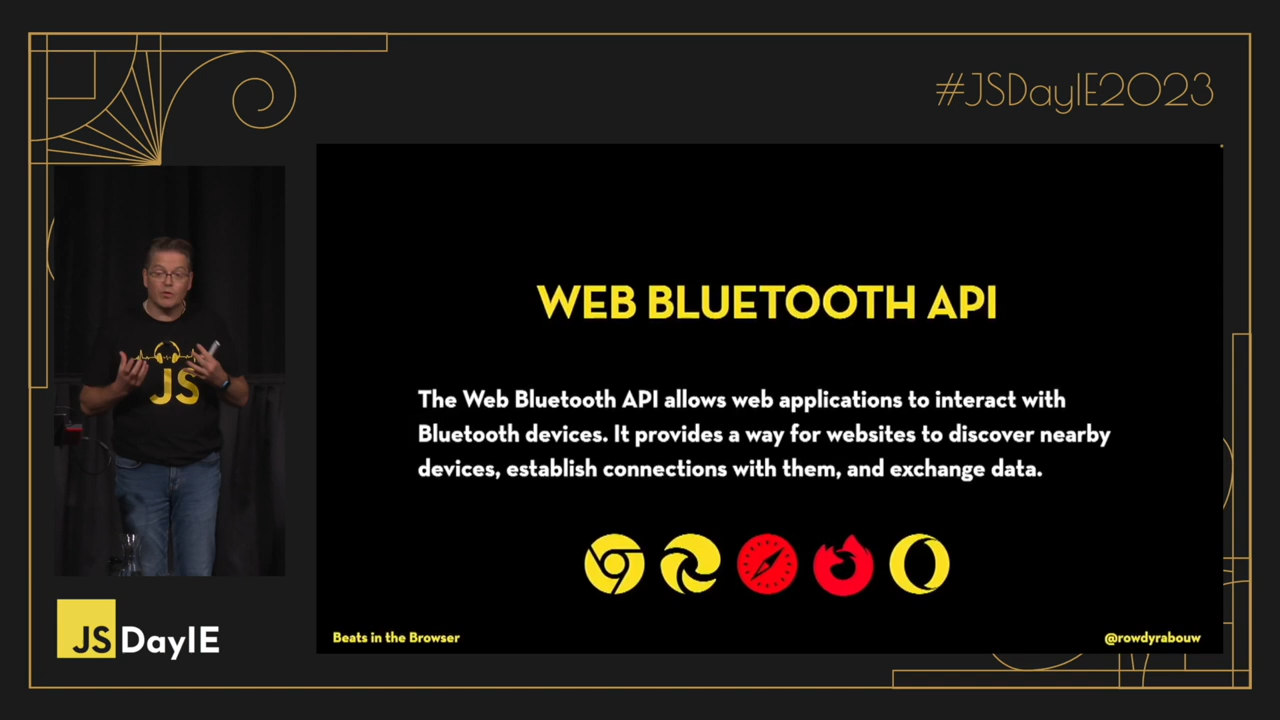 #JSDayIE2023
WEB BLUETOOTH API
The Web Bluetooth API allows web applications to interact with
Bluetooth devices. It provides a way for websites to discover nearby
devices, establish connections with them, and exchange data.
JS
Beats in the Browser
@rowdyrabouw
JS DayIE